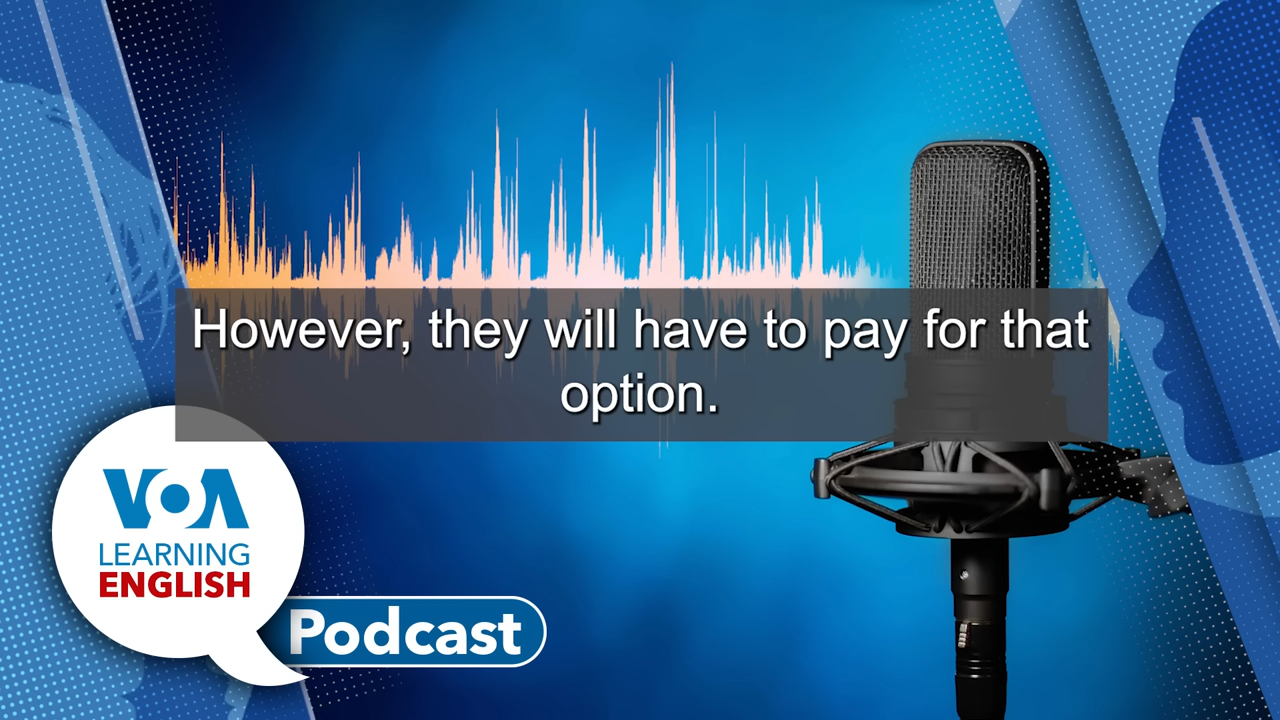 However, they will have to pay for that
option.
VOA
LEARNING
ENGLISH
Podcast